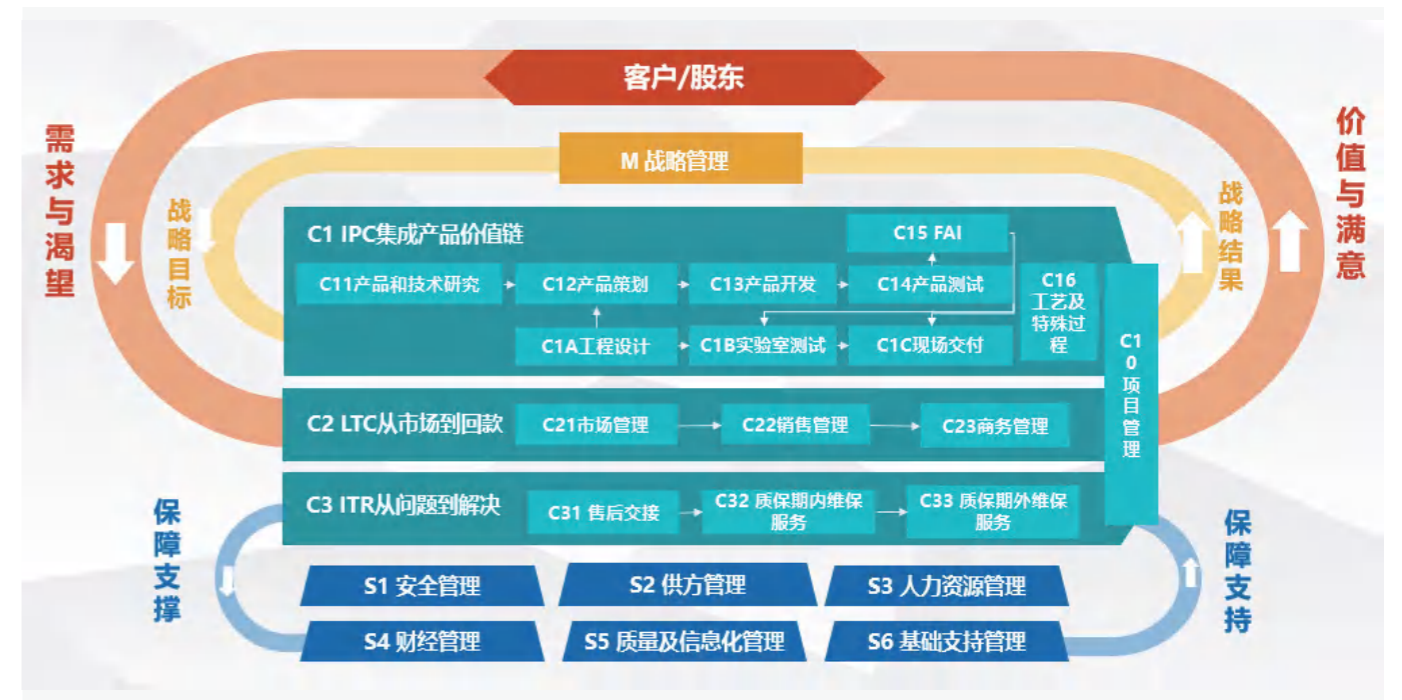 客户/股东
需求与渴望
价值与满意
M 战略管理
战略目标
战略结果
C1 IPC集成产品价值链
C15 FAI
C11产品和技术研究
C12产品策划
C13产品开发
C14产品测试
C16
工艺及
特殊过
程
C1A工程设计
C1B实验室测试
C1C现场交付
C10项目管理
C2 LTC从市场到回款
C21市场管理
C22销售管理
C23商务管理
C3 ITR从问题到解决
C31 售后交接
C32 质保期内维保
服务
C33 质保期外维保
服务
保障支撑
保障支持
S1 安全管理
S2 供方管理
S3 人力资源管理
S4 财经管理
S5 质量及信息化管理
S6 基础支持管理